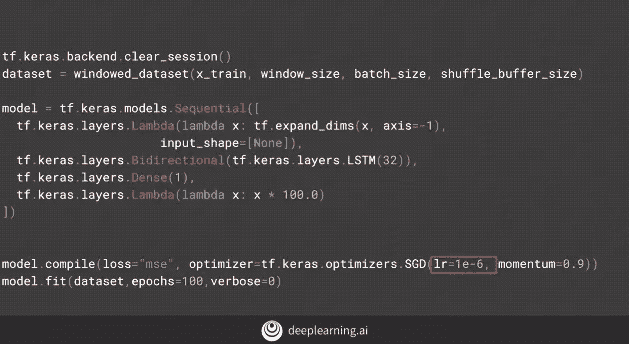 tf.keras.backend.clear_session()
dataset = windowed_dataset(x_train, window_size, batch_size, shuffle_buffer_size)
model = tf.keras.models.Sequential([
tf.keras.layers.Lambda(lambda x: tf.expand_dims(x, axis=-1),
input_shape=[None]),
tf.keras.layers.Bidirectional(tf.keras.layers.LSTM(32)),
tf.keras.layers.Dense(1),
tf.keras.layers.Lambda(lambda x: x * 100.0)
])
model.compile(loss="mse", optimizer=tf.keras.optimizers.SGD(lr=1e-6, momentum=0.9))
model.fit(dataset,epochs=100,verbose=0)
deeplearning.ai